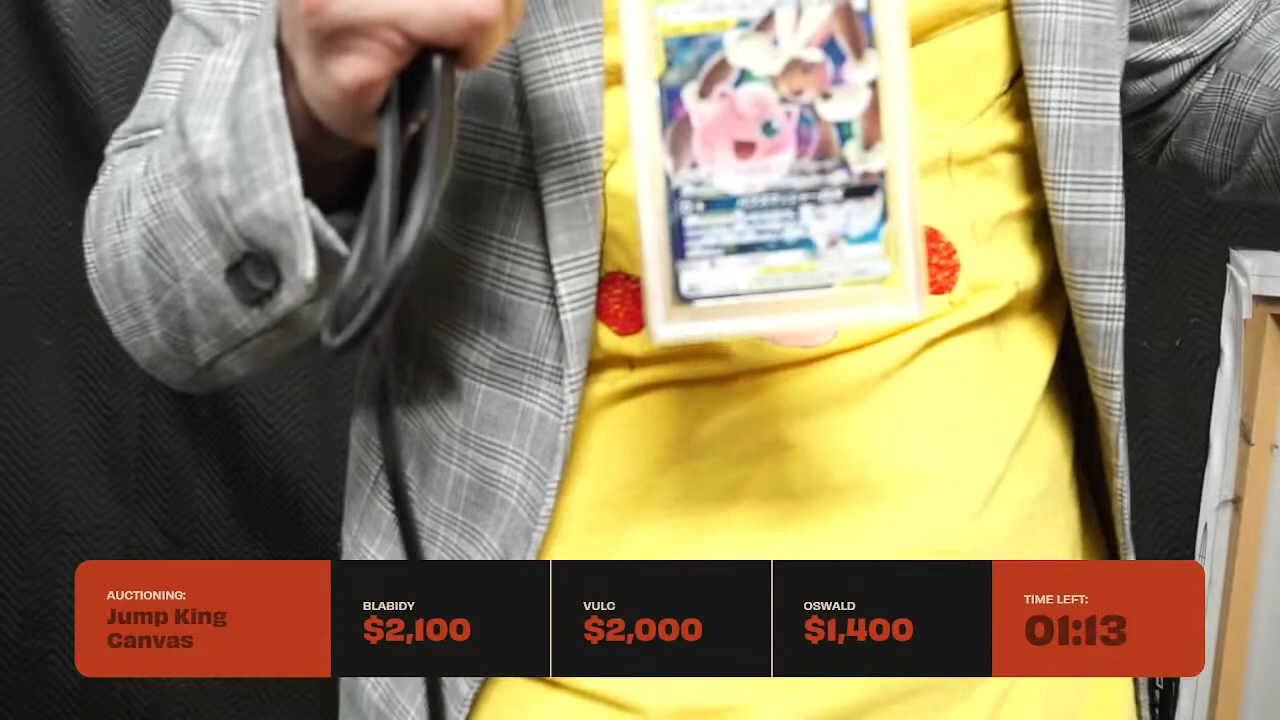 AUCTIONING:
Jump King
Canvas
BLABIDY
$2,100
VULC
$2,000
OSWALD
$1,400
TIME LEFT:
01:13